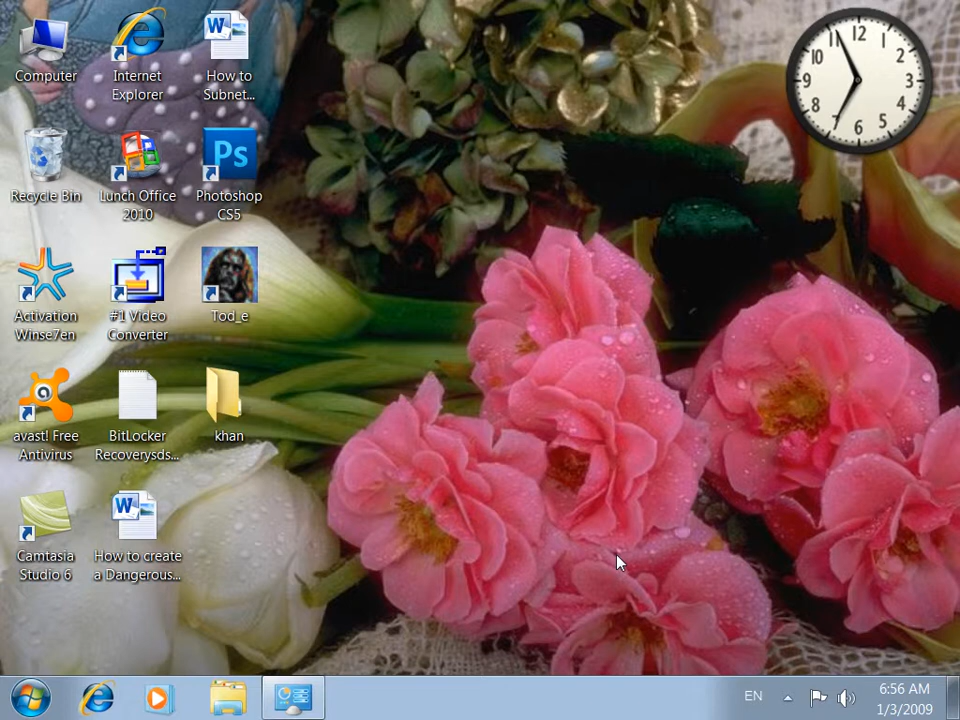 Computer
Internet
Explorer
How to
Subnet...
Recycle Bin
Lunch Office
2010
Ps
Photoshop
CS5
Activation
Winse7en
#1 Video
Converter
Tod_e
avast! Free
Antivirus
BitLocker
Recoverysds...
khan
Camtasia
Studio 6
How to create
a Dangerous...
12
1
2
3
4
5
6
7
8
9
10
11
EN
6:56 AM
1/3/2009